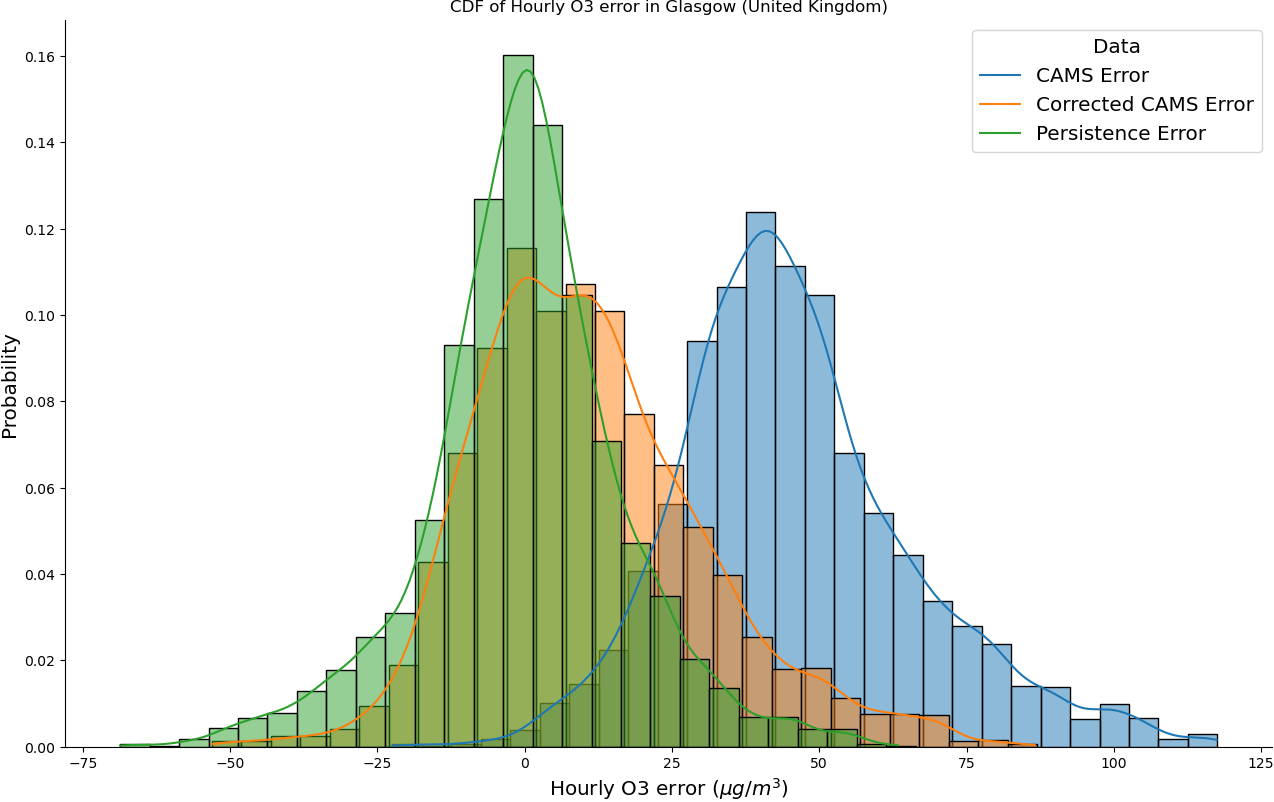 CDF of Hourly O3 error in Glasgow (United Kingdom)
Data
CAMS Error
Corrected CAMS Error
Persistence Error
Probability
0.16
0.14
0.12
0.10
0.08
0.06
0.04
0.02
0.00
−75 −50 −25 0 25 50 75 100 125
Hourly O3 error (μg/m³)